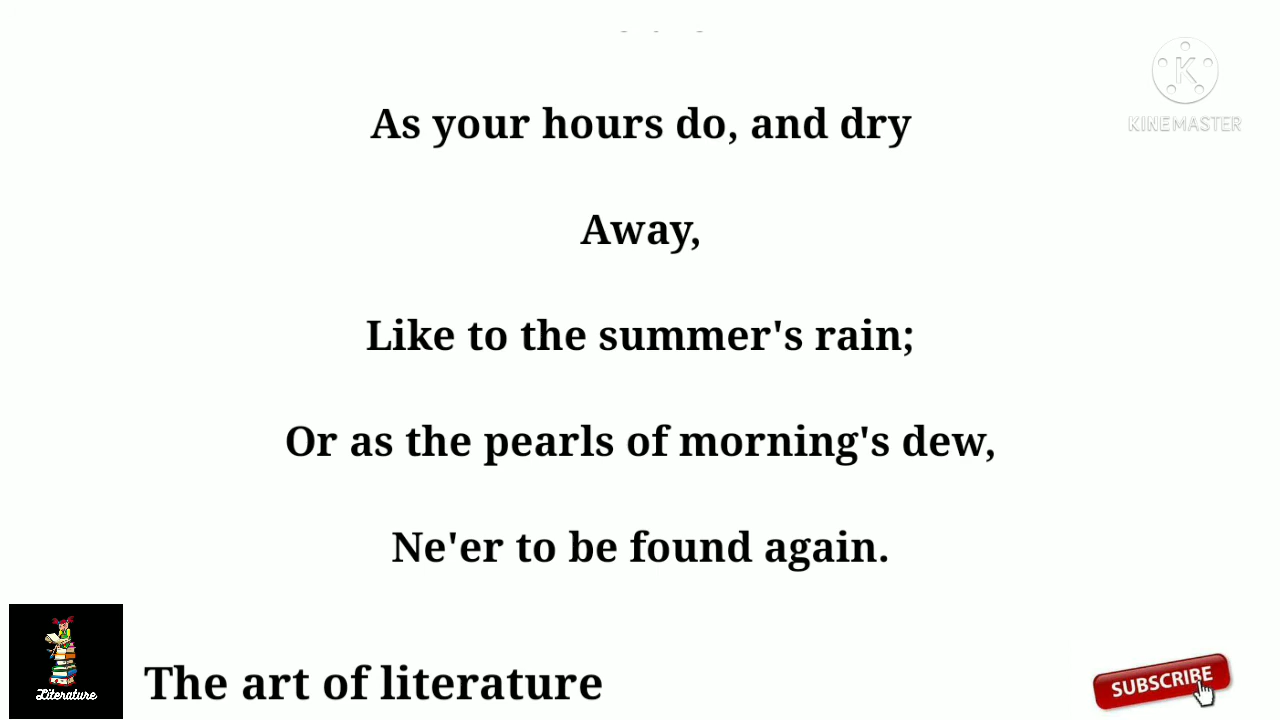 KINEMASTER
As your hours do, and dry
Away,
Like to the summer's rain;
Or as the pearls of morning's dew,
Ne'er to be found again.
Literature
The art of literature
SUBSCRIBE